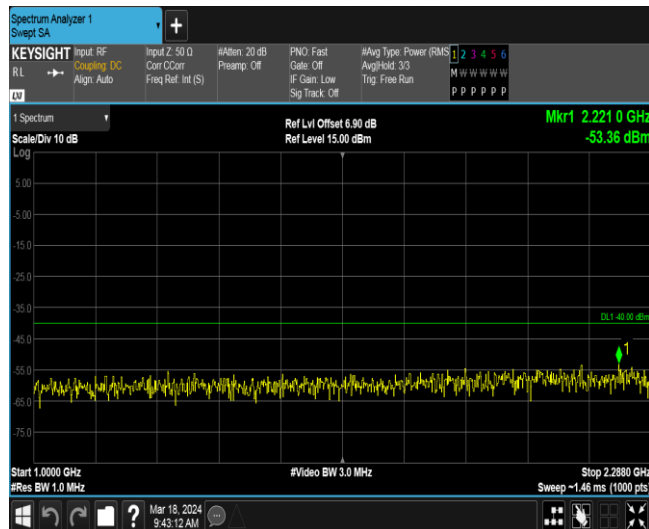 Spectrum Analyzer 1
Swept SA
+
KEYSIGHT Input: RF
RL
Coupling: DC
Align: Auto
LXI
Input Z: 50 Ω
Corr CCorr
Freq Ref: Int (S)
#Atten: 20 dB
Preamp: Off
PNO: Fast
Gate: Off
IF Gain: Low
Sig Track: Off
#Avg Type: Power (RMS
Avg|Hold: 3/3
Trig: Free Run
1 2 3 4 5 6
M W W W W W
P P P P P P
1 Spectrum
Scale/Div 10 dB
Log
Ref Lvl Offset 6.90 dB
Ref Level 15.00 dBm
Mkr1 2.221 0 GHz
-53.36 dBm
5.00
-5.00
-15.0
-25.0
-35.0
DL1 -40.00 dBm
-45.0
1
-55.0
-65.0
-75.0
Start 1.0000 GHz
#Res BW 1.0 MHz
#Video BW 3.0 MHz
Stop 2.2880 GHz
Sweep ~1.46 ms (1000 pts)
?
Mar 18, 2024
9:43:12 AM